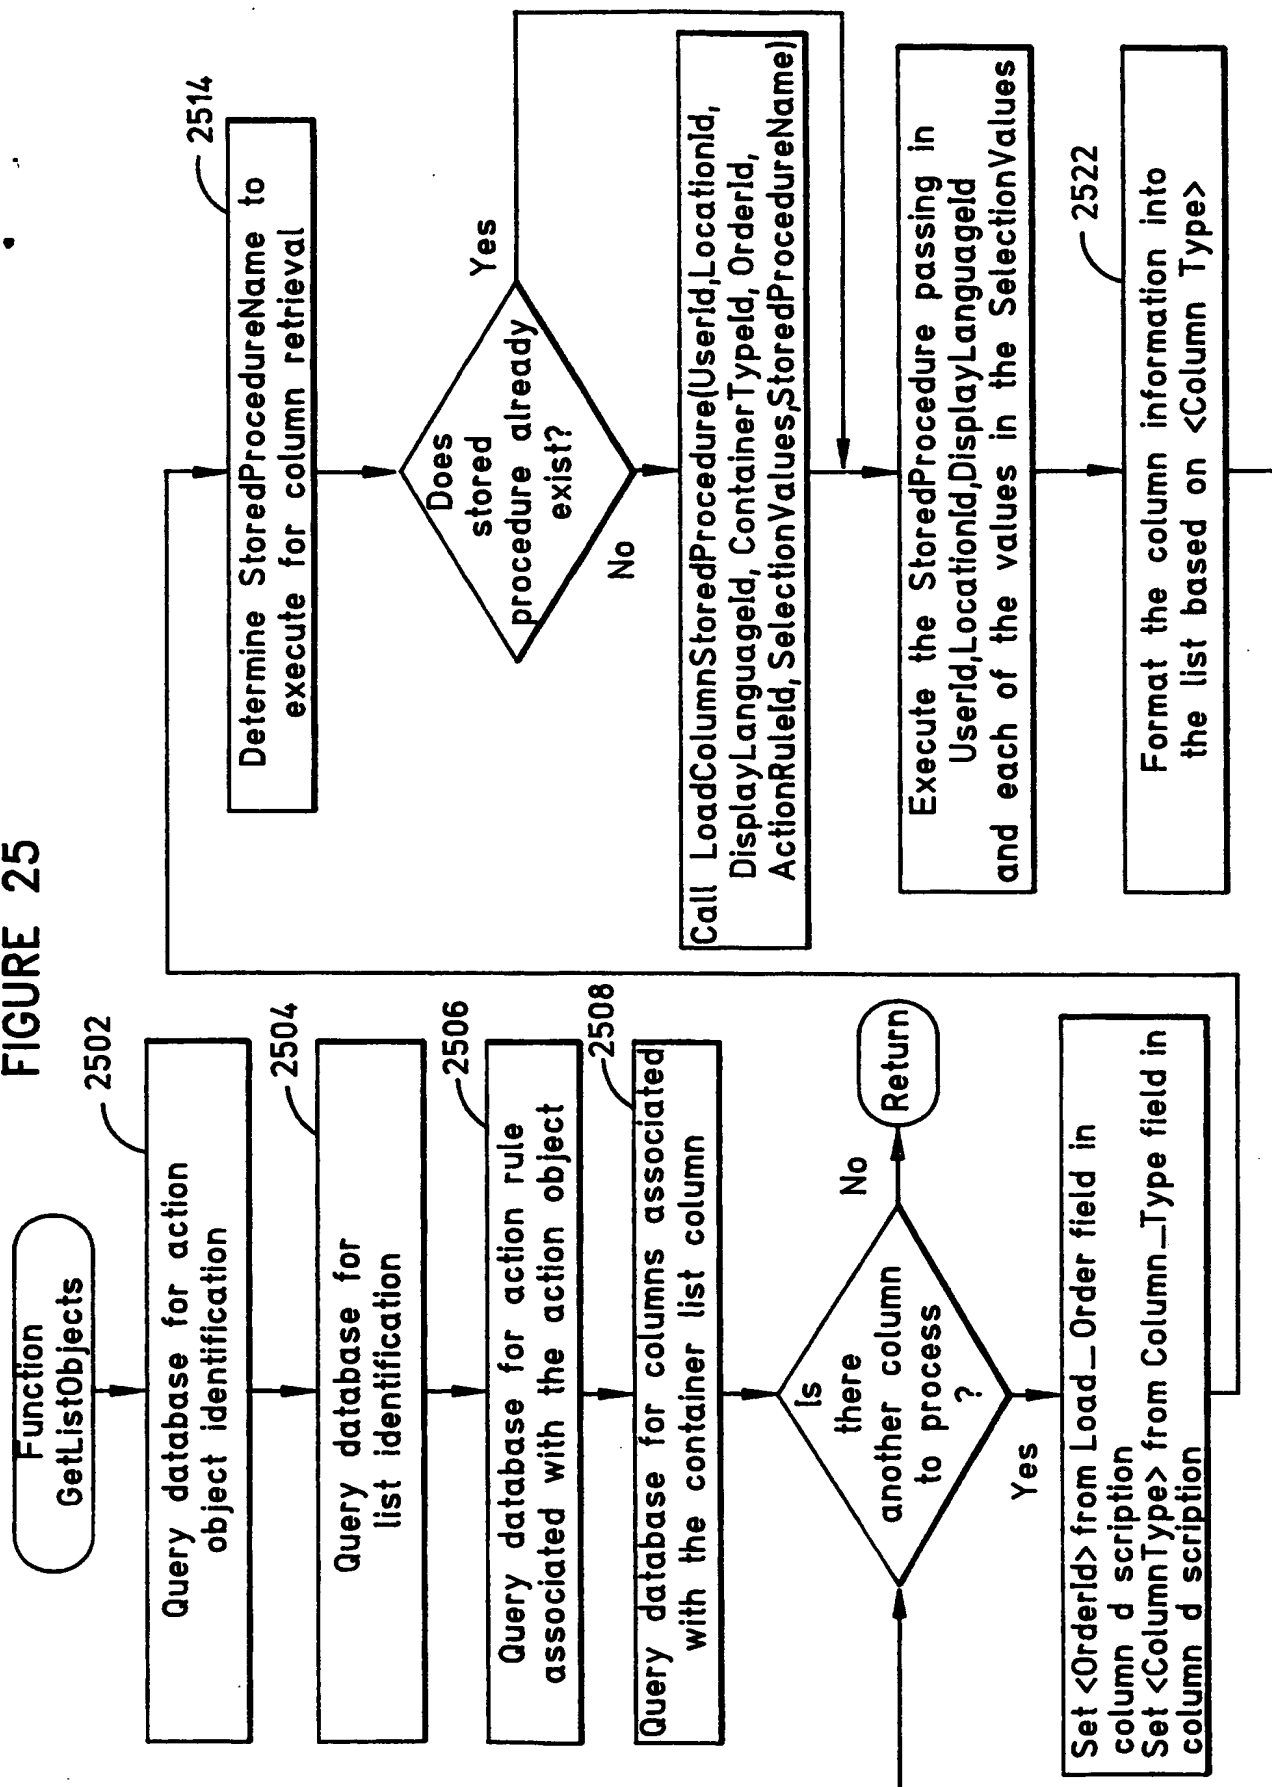 FIGURE 25
Function
GetListObjects
2502
Query database for action
object identification
2504
Query database for
list identification
2506
Query database for action rule
associated with the action object
2508
Query database for columns associated
with the container list column
Is
there
another column
to process
?
No
Return
Yes
Set <OrderId> from Load_Order field in
column d scription
Set <ColumnType> from Column_Type field in
column d scription
2514
Determine StoredProcedureName to
execute for column retrieval
Does
stored
procedure already
exist?
Yes
No
Call LoadColumnStoredProcedure(UserId,LocationId,
DisplayLanguageId, ContainerTypeId, OrderId,
ActionRuleId, SelectionValues,StoredProcedureName)
Execute the StoredProcedure passing in
UserId,LocationId,DisplayLanguageId
and each of the values in the SelectionValues
2522
Format the column information into
the list based on <Column Type>